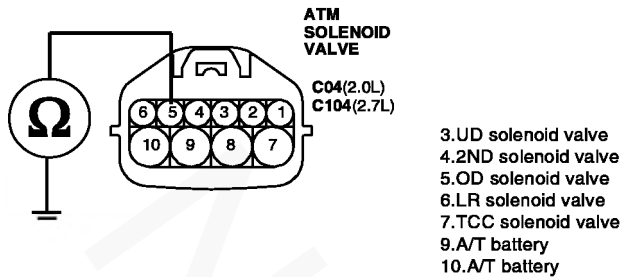 ATM
SOLENOID
VALVE
C04(2.0L)
C104(2.7L)
Ω
6 5 4 3 2 1
10 9 8 7
3.UD solenoid valve
4.2ND solenoid valve
5.OD solenoid valve
6.LR solenoid valve
7.TCC solenoid valve
9.A/T battery
10.A/T battery